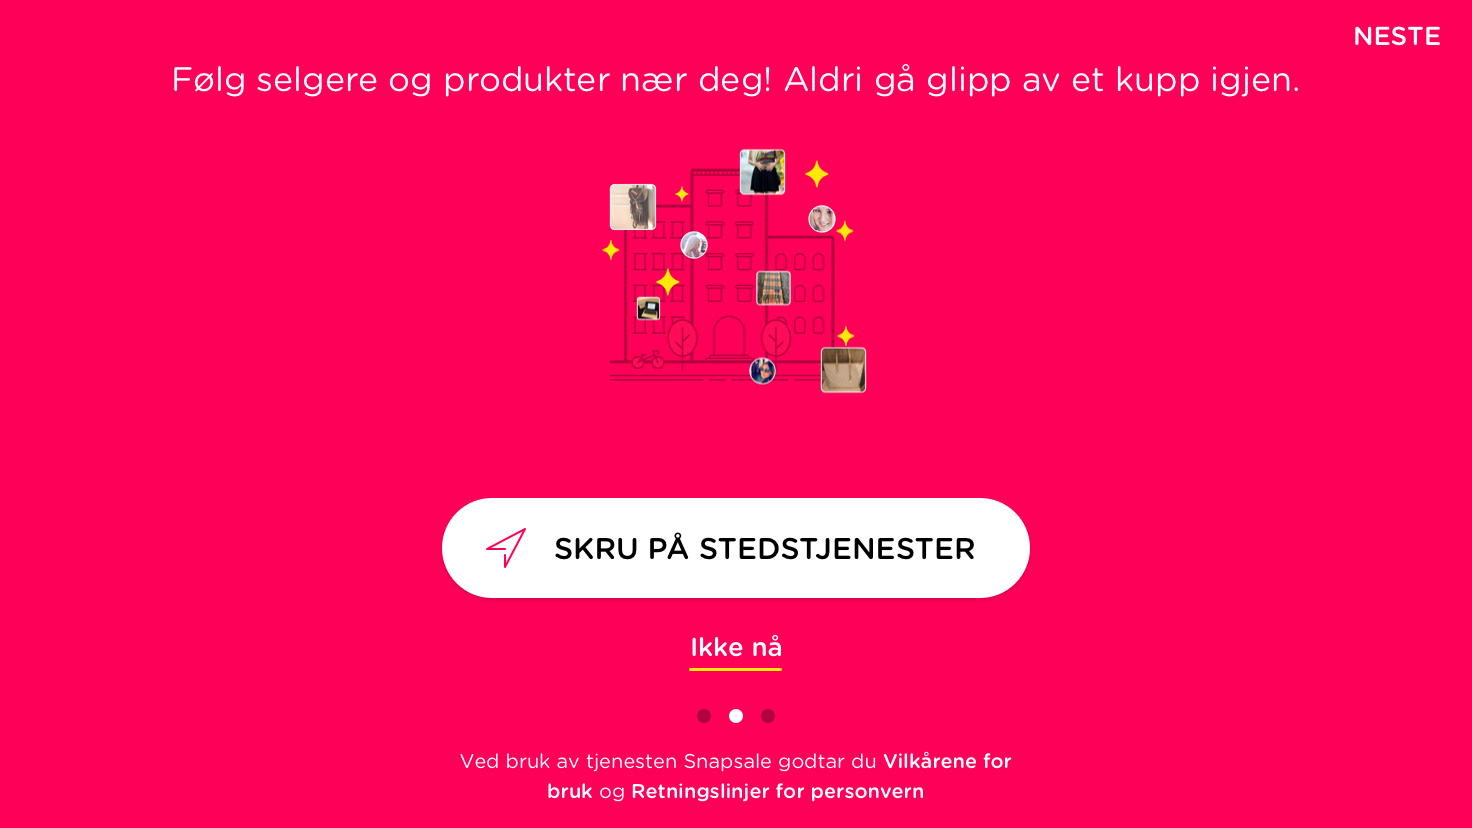 NESTE
Følg selgere og produkter nær deg! Aldri gå glipp av et kupp igjen.
SKRU PÅ STEDSTJENESTER
Ikke nå
Ved bruk av tjenesten Snapsale godtar du Vilkårene for
bruk og Retningslinjer for personvern